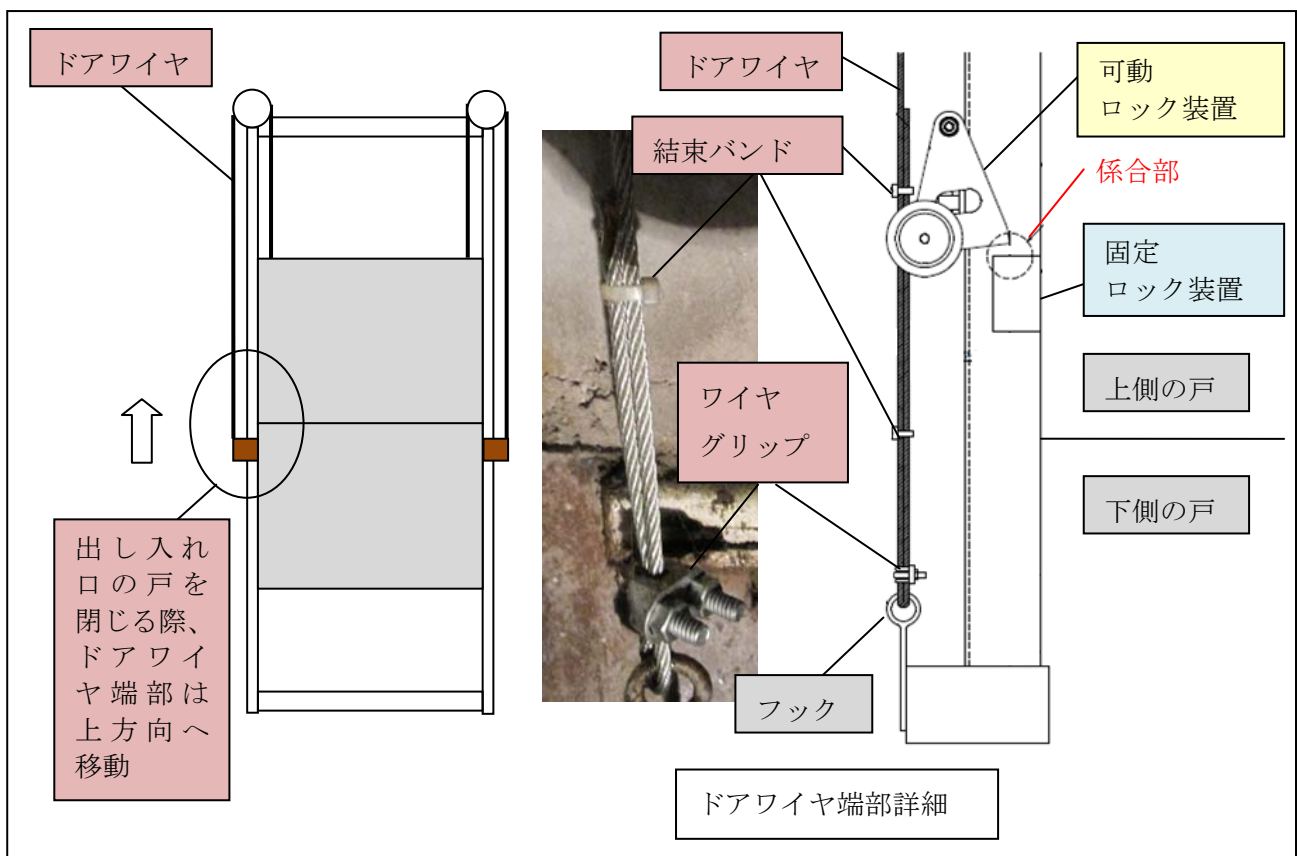 ドアワイヤ
出し入れ
口の戸を
閉じる際、
ドアワイ
ヤ端部は
上方向へ
移動
ドアワイヤ
結束バンド
ワイヤ
グリップ
フック
可動
ロック装置
係合部
固定
ロック装置
上側の戸
下側の戸
ドアワイヤ端部詳細